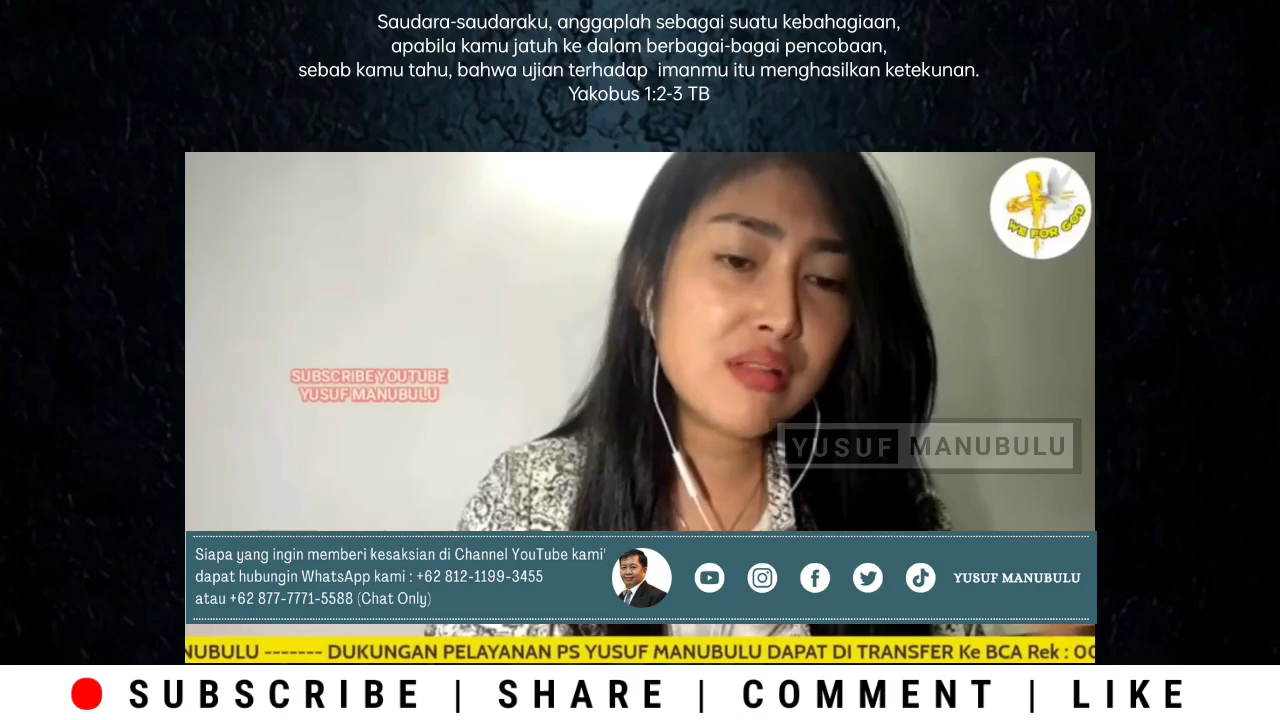 Saudara-saudaraku, anggaplah sebagai suatu kebahagiaan,
apabila kamu jatuh ke dalam berbagai-bagai pencobaan,
sebab kamu tahu, bahwa ujian terhadap imanmu itu menghasilkan ketekunan.
Yakobus 1:2-3 TB
WE FOR GOD
SUBSCRIBE YOUTUBE
YUSUF MANUBULU
YUSUF MANUBULU
Siapa yang ingin memberi kesaksian di Channel YouTube kami'
dapat hubungin WhatsApp kami : +62 812-1199-3455
atau +62 877-7771-5588 (Chat Only)
YUSUF MANUBULU
NUBULU ------- DUKUNGAN PELAYANAN PS YUSUF MANUBULU DAPAT DI TRANSFER Ke BCA Rek :
SUBSCRIBE | SHARE | COMMENT | LIKE